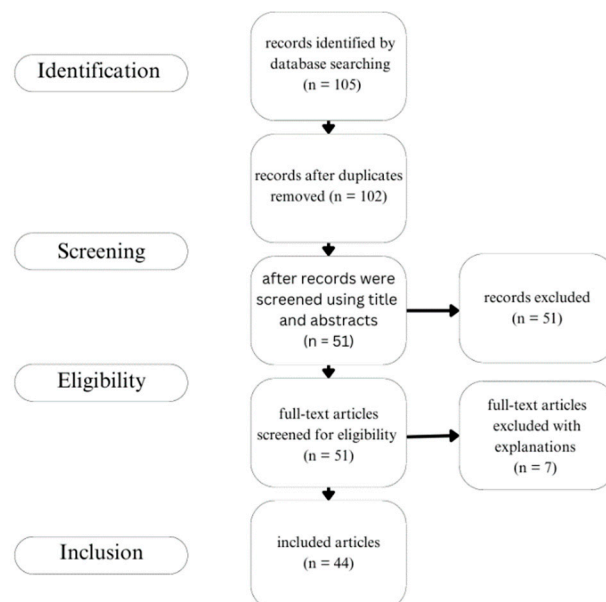 Identification
records identified by
database searching
(n = 105)
records after duplicates
removed (n = 102)
Screening
after records were
screened using title
and abstracts
(n = 51)
records excluded
(n = 51)
Eligibility
full-text articles
screened for eligibility
(n = 51)
full-text articles
excluded with
explanations
(n = 7)
Inclusion
included articles
(n = 44)